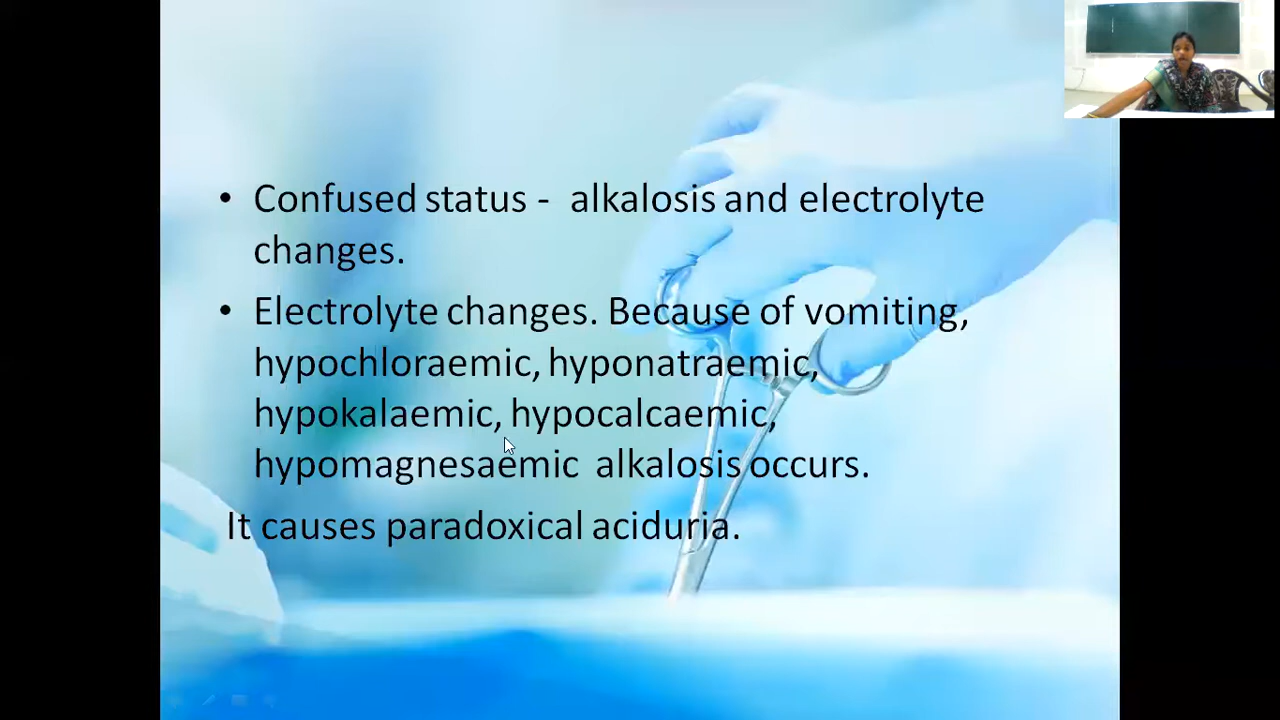 • Confused status -  alkalosis and electrolyte
changes.
• Electrolyte changes. Because of vomiting,
hypochloraemic, hyponatraemic,
hypokalaemic, hypocalcaemic,
hypomagnesaemic  alkalosis occurs.
It causes paradoxical aciduria.